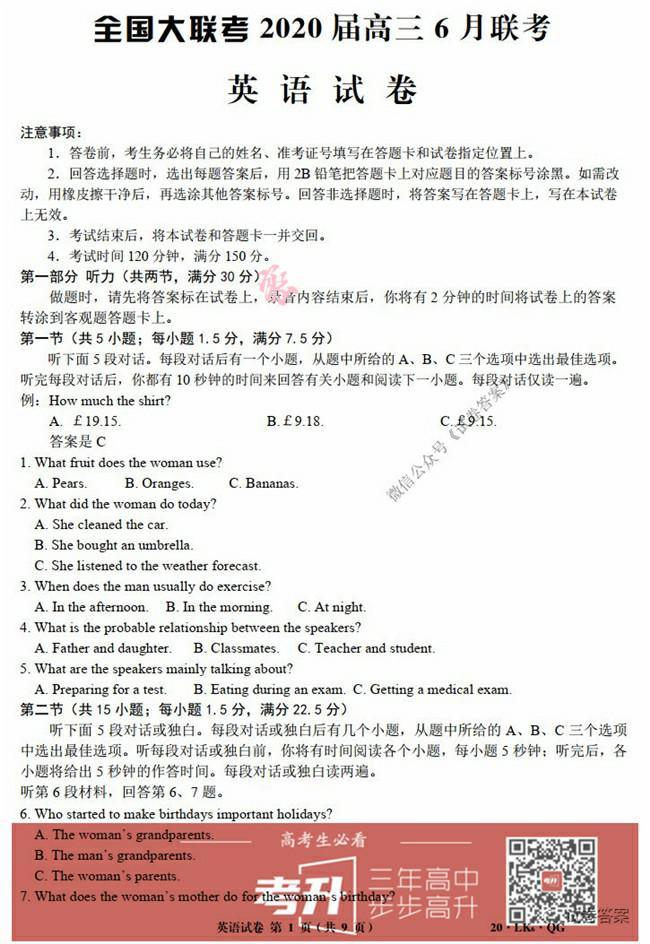 全国大联考 2020 届高三 6 月联考
英 语 试 卷
注意事项：
1．答卷前，考生务必将自己的姓名、准考证号填写在答题卡和试卷指定位置上。
2．回答选择题时，选出每题答案后，用 2B 铅笔把答题卡上对应题目的答案标号涂黑。如需改
动，用橡皮擦干净后，再选涂其他答案标号。回答非选择题时，将答案写在答题卡上，写在本试卷
上无效。
3．考试结束后，将本试卷和答题卡一并交回。
4．考试时间 120 分钟，满分 150 分。
第一部分 听力（共两节，满分 30 分）
做题时，请先将答案标在试卷上，录音内容结束后，你将有 2 分钟的时间将试卷上的答案
转涂到客观题答题卡上。
第一节（共 5 小题；每小题 1.5 分，满分 7.5 分）
听下面 5 段对话。每段对话后有一个小题，从题中所给的 A、B、C 三个选项中选出最佳选项。
听完每段对话后，你都有 10 秒钟的时间来回答有关小题和阅读下一小题。每段对话仅读一遍。
例：How much the shirt?
A. ￡19.15. B.￡9.18. C.￡9.15.
答案是 C
微信公众号《试卷答案》
1. What fruit does the woman use?
A. Pears. B. Oranges. C. Bananas.
2. What did the woman do today?
A. She cleaned the car.
B. She bought an umbrella.
C. She listened to the weather forecast.
3. When does the man usually do exercise?
A. In the afternoon. B. In the morning. C. At night.
4. What is the probable relationship between the speakers?
A. Father and daughter. B. Classmates. C. Teacher and student.
5. What are the speakers mainly talking about?
A. Preparing for a test. B. Eating during an exam. C. Getting a medical exam.
第二节（共 15 小题；每小题 1.5 分，满分 22.5 分）
听下面 5 段对话或独白。每段对话或独白后有几个小题，从题中所给的 A、B、C 三个选项
中选出最佳选项。听每段对话或独白前，你将有时间阅读各个小题，每小题 5 秒钟；听完后，各
小题将给出 5 秒钟的作答时间。每段对话或独白读两遍。
听第 6 段材料，回答第 6、7 题。
6. Who started to make birthdays important holidays?
A. The woman's grandparents.
B. The man's grandparents.
C. The woman's parents.
7. What does the woman's mother do for the woman's birthday?
高考生必看
考升
三年高中
步步高升
考升
试卷答案
英语试卷 第 1 页（共 9 页） 20·LK6·QG